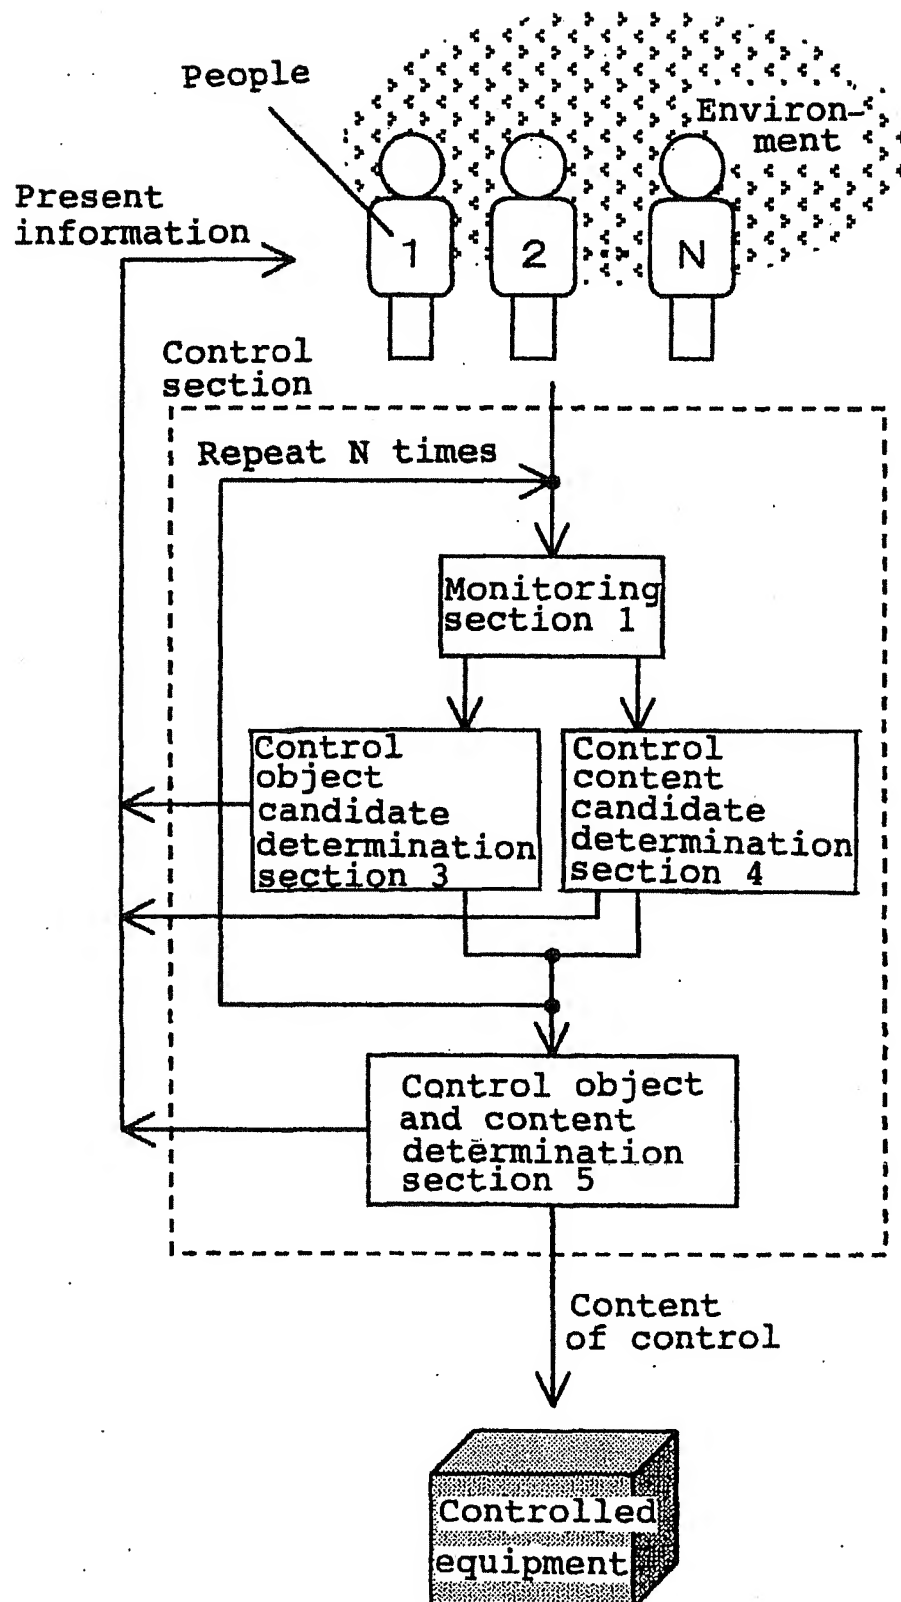 People
Environ-
ment
Present
information
1
2
N
Control
section
Repeat N times
Monitoring
section 1
Control
object
candidate
determination
section 3
Control
content
candidate
determination
section 4
Control object
and content
determination
section 5
Content
of control
Controlled
equipment